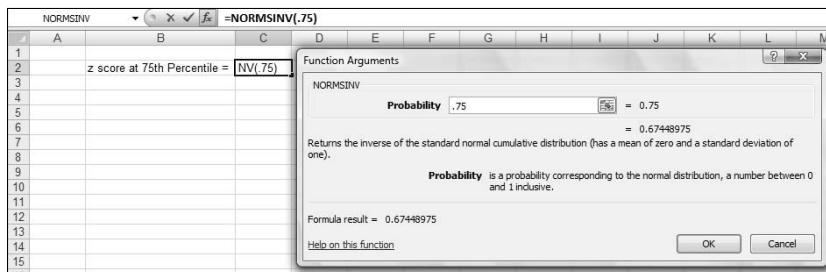 NORMSINV =NORMSINV(.75)
A B C D E F G H I J K L M
1
2 z score at 75th Percentile = NV(.75)
3
4
5
6
7
8
9
10
11
12
13
14
15
Function Arguments
NORMSINV
Probability .75 = 0.75
= 0.67448975
Returns the inverse of the standard normal cumulative distribution (has a mean of zero and a standard deviation of
one).
Probability is a probability corresponding to the normal distribution, a number between 0
and 1 inclusive.
Formula result = 0.67448975
Help on this function OK Cancel